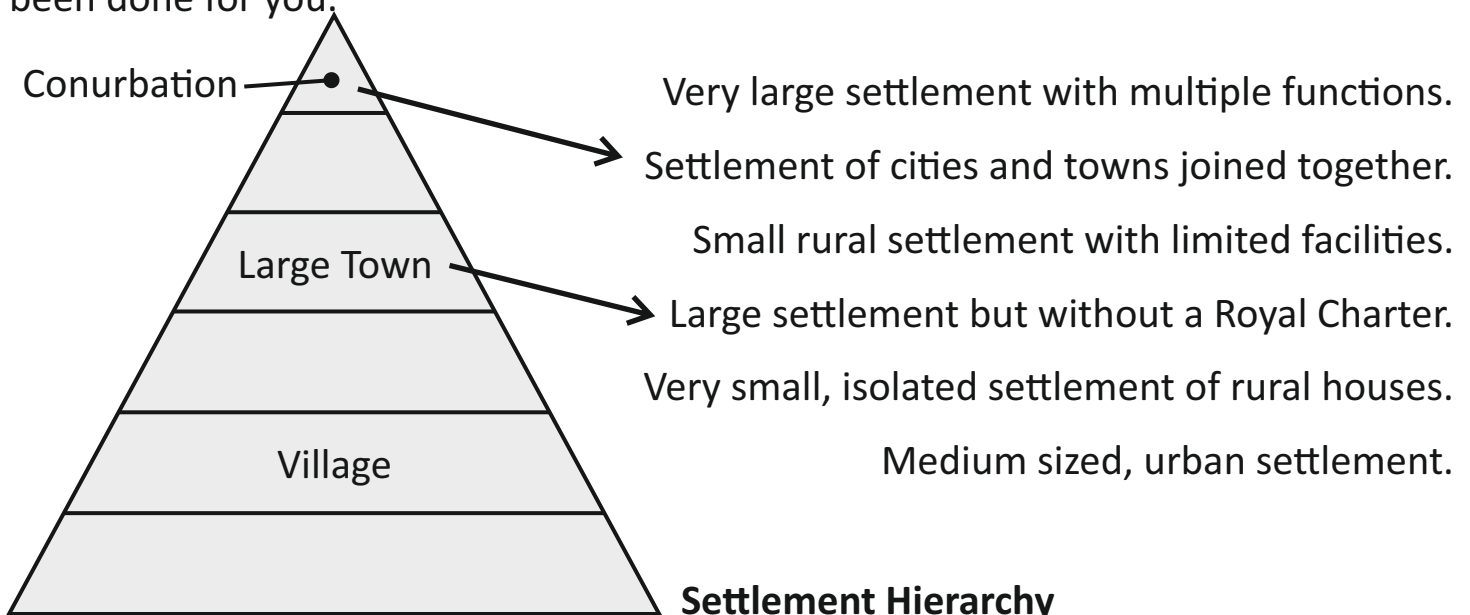 been done for you.
Conurbation
Very large settlement with multiple functions.
Settlement of cities and towns joined together.
Small rural settlement with limited facilities.
Large Town
Large settlement but without a Royal Charter.
Very small, isolated settlement of rural houses.
Village
Medium sized, urban settlement.
Settlement Hierarchy